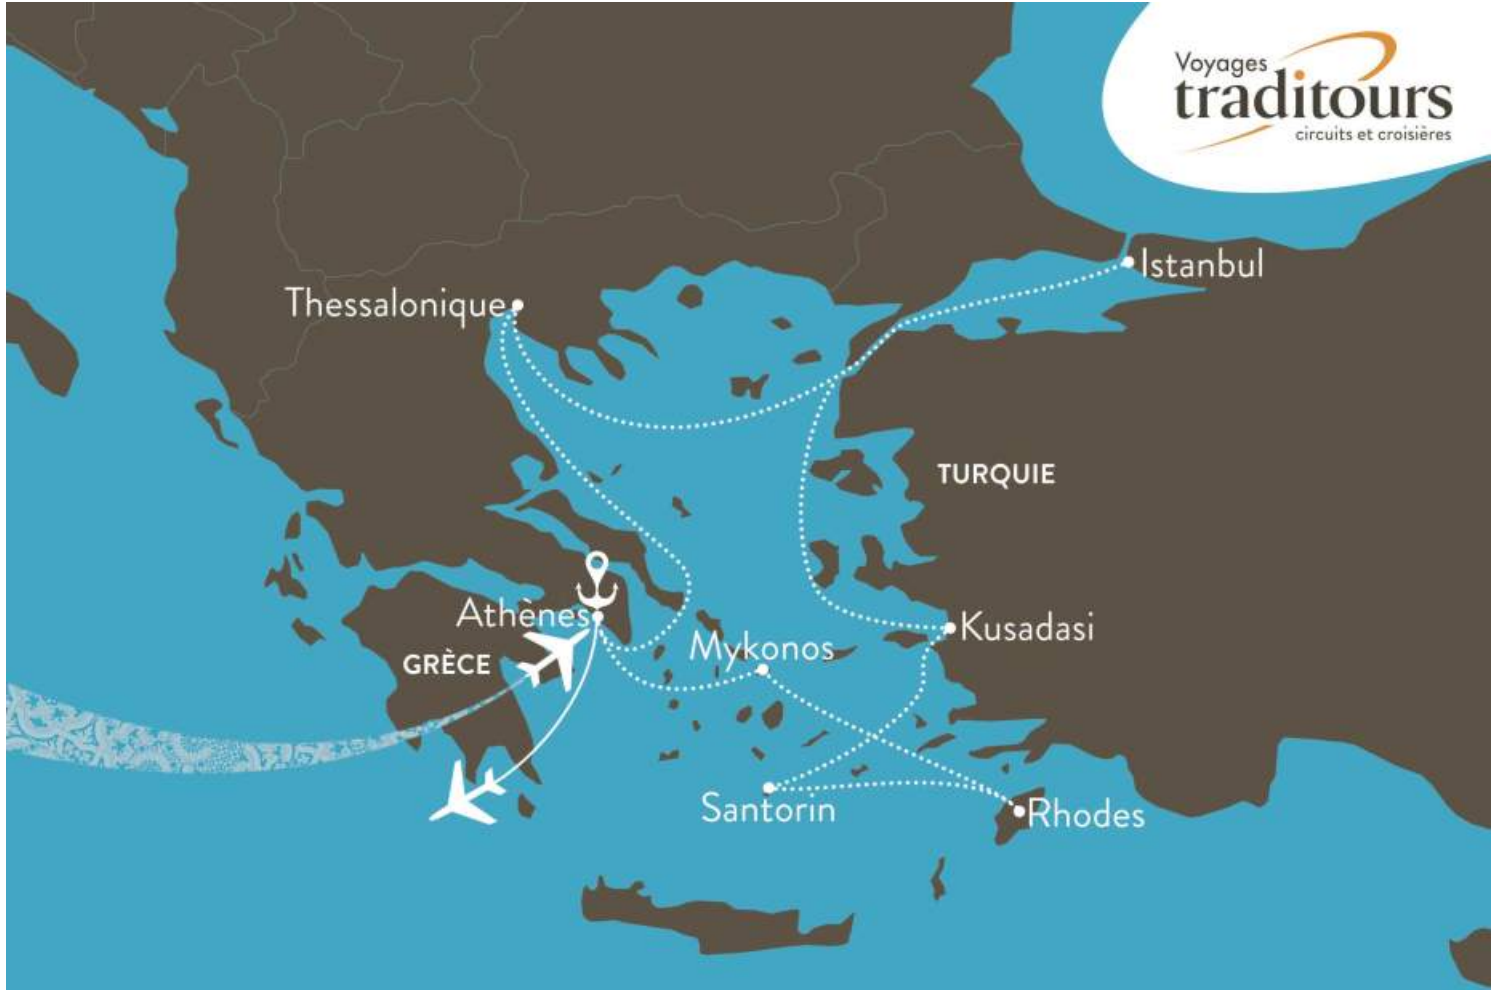 Voyages
traditours
circuits et croisières
Istanbul
Thessalonique
TURQUIE
Athènes
Kusadasi
Mykonos
GRÈCE
Santorin
Rhodes